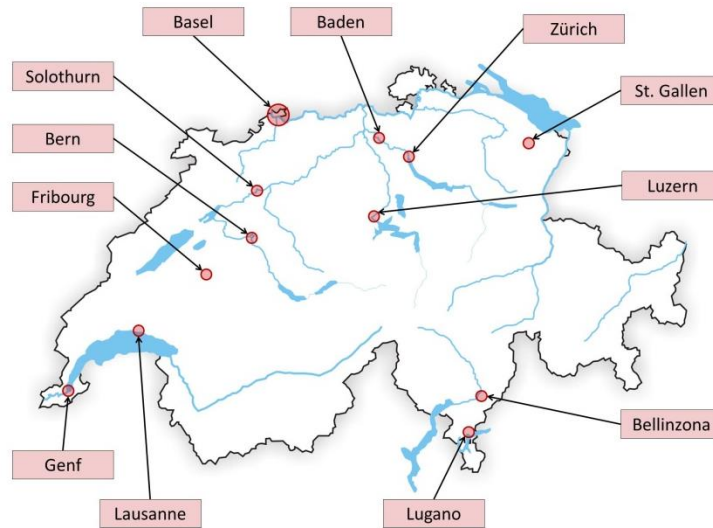 Basel
Baden
Zürich
Solothurn
St. Gallen
Bern
Fribourg
Luzern
Bellinzona
Genf
Lausanne
Lugano